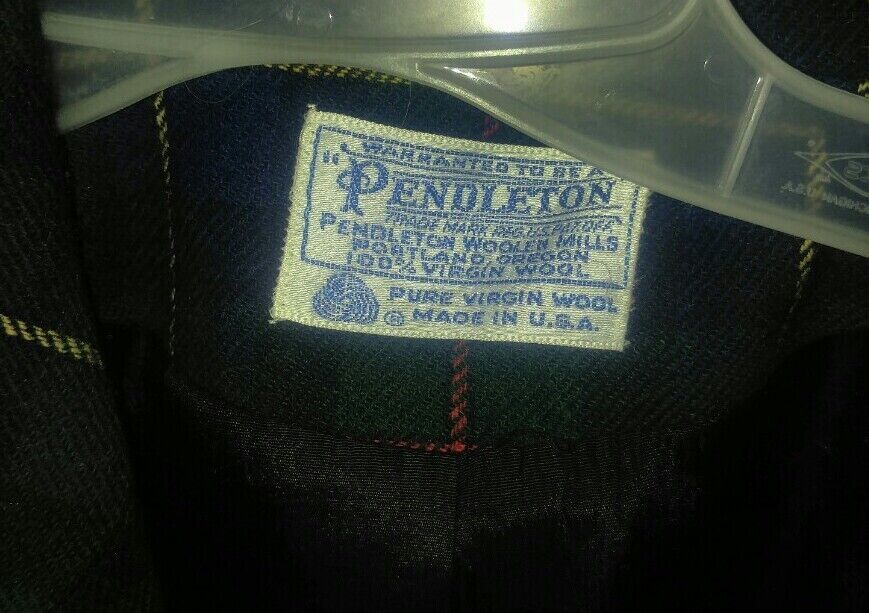 WARRANTED TO BE A
"PENDLETON
TRADE MARK REG. U.S. PAT. OFF.
PENDLETON WOOLEN MILLS
PORTLAND, OREGON
100% VIRGIN WOOL
PURE VIRGIN WOOL
® MADE IN U.S.A.